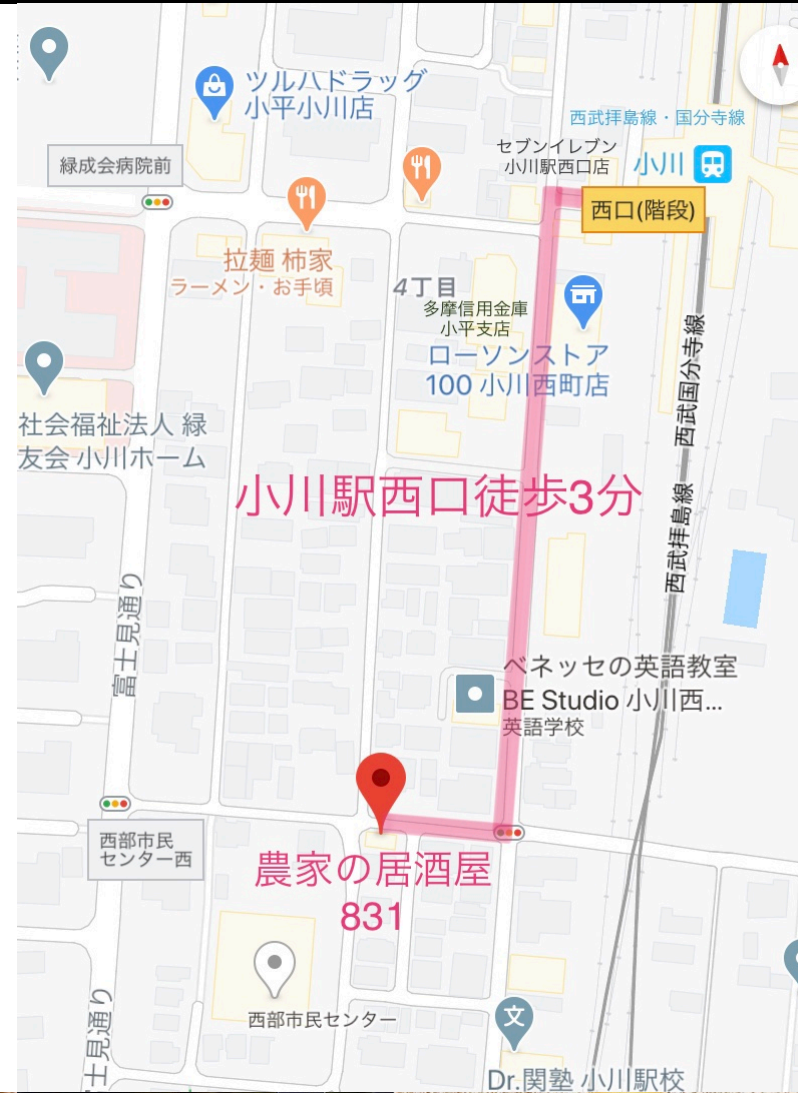 ツルハドラッグ
小平小川店
西武拝島線・国分寺線
セブンイレブン
小川駅西口店
小川
緑成会病院前
西口(階段)
拉麺 柿家
ラーメン・お手頃
4丁目
多摩信用金庫
小平支店
ローソンストア
100 小川西町店
西武国分寺線
社会福祉法人 緑
友会 小川ホーム
小川駅西口徒歩3分
西武拝島線
富士見通り
ベネッセの英語教室
BE Studio 小川西...
英語学校
西部市民
センター西
農家の居酒屋
831
西部市民センター
士見通り
文
Dr.関塾 小川駅校